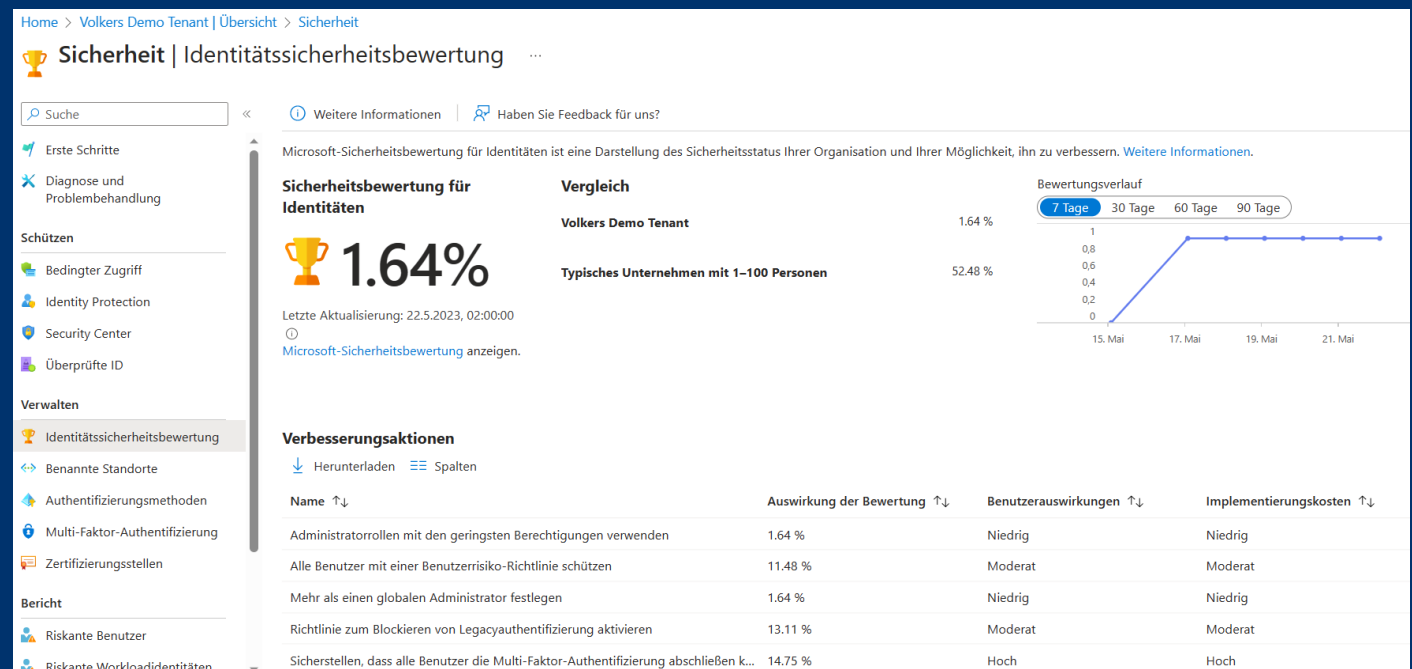 Home > Volkers Demo Tenant | Übersicht > Sicherheit
Sicherheit | Identitätssicherheitsbewertung ...
Suche
«
Erste Schritte
Diagnose und
Problembehandlung
Schützen
Bedingter Zugriff
Identity Protection
Security Center
Überprüfte ID
Verwalten
Identitätssicherheitsbewertung
Benannte Standorte
Authentifizierungsmethoden
Multi-Faktor-Authentifizierung
Zertifizierungsstellen
Bericht
Riskante Benutzer
Riskante Workloadidentitäten
Weitere Informationen
Haben Sie Feedback für uns?
Microsoft-Sicherheitsbewertung für Identitäten ist eine Darstellung des Sicherheitsstatus Ihrer Organisation und Ihrer Möglichkeit, ihn zu verbessern. Weitere Informationen.
Sicherheitsbewertung für
Identitäten
1.64%
Letzte Aktualisierung: 22.5.2023, 02:00:00
Microsoft-Sicherheitsbewertung anzeigen.
Vergleich
Volkers Demo Tenant 1.64 %
Typisches Unternehmen mit 1–100 Personen 52.48 %
Bewertungsverlauf
7 Tage 30 Tage 60 Tage 90 Tage
1
0,8
0,6
0,4
0,2
0
15. Mai 17. Mai 19. Mai 21. Mai
Verbesserungsaktionen
Herunterladen Spalten
Name ↑↓ Auswirkung der Bewertung ↑↓ Benutzerauswirkungen ↑↓ Implementierungskosten ↑↓
Administratorrollen mit den geringsten Berechtigungen verwenden 1.64 % Niedrig Niedrig
Alle Benutzer mit einer Benutzerrisiko-Richtlinie schützen 11.48 % Moderat Moderat
Mehr als einen globalen Administrator festlegen 1.64 % Niedrig Niedrig
Richtlinie zum Blockieren von Legacyauthentifizierung aktivieren 13.11 % Moderat Moderat
Sicherstellen, dass alle Benutzer die Multi-Faktor-Authentifizierung abschließen k... 14.75 % Hoch Hoch